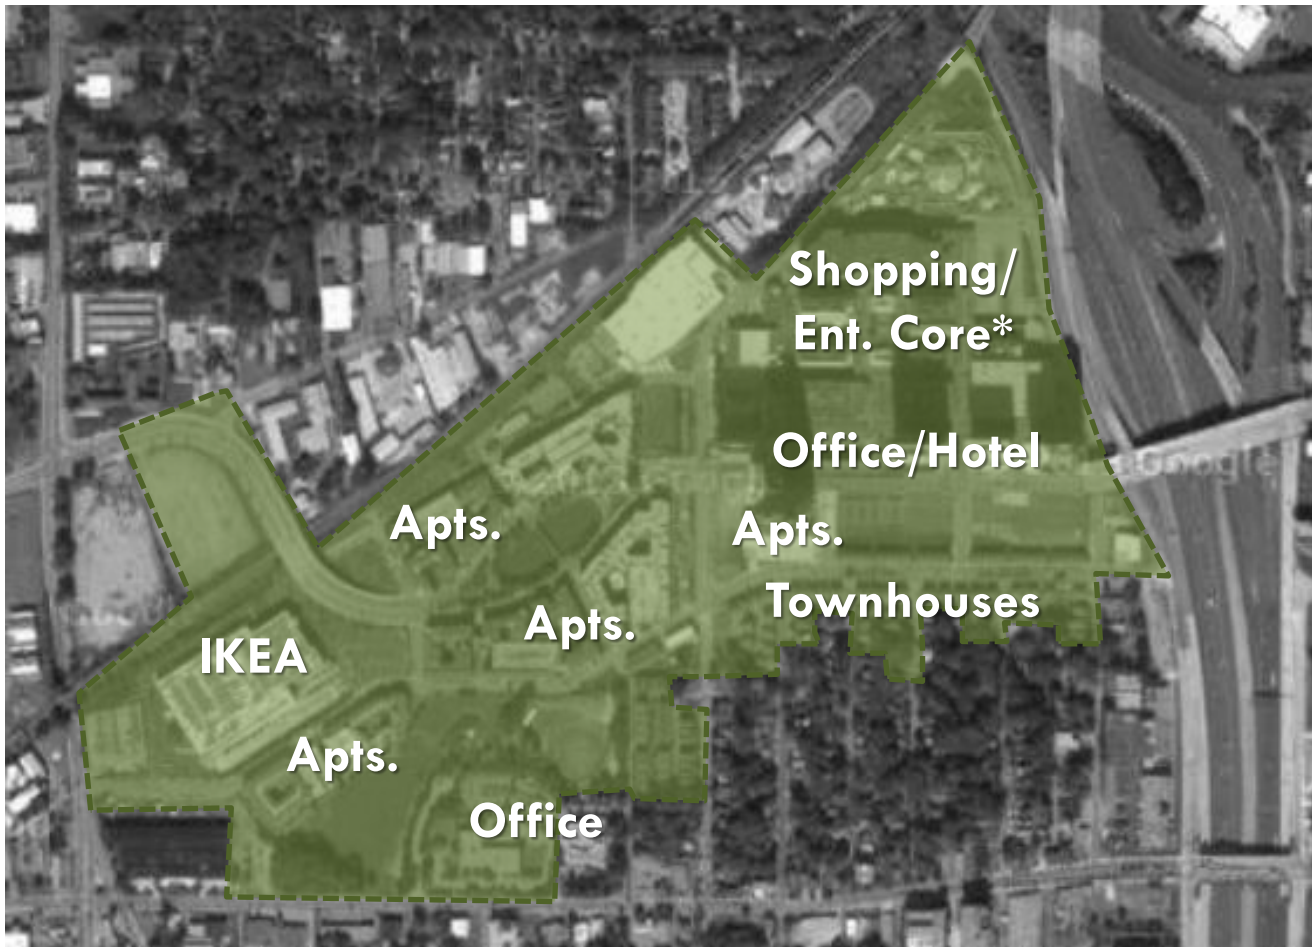 Shopping/
Ent. Core*
Office/Hotel
Apts.
Apts.
Townhouses
Apts.
IKEA
Apts.
Office